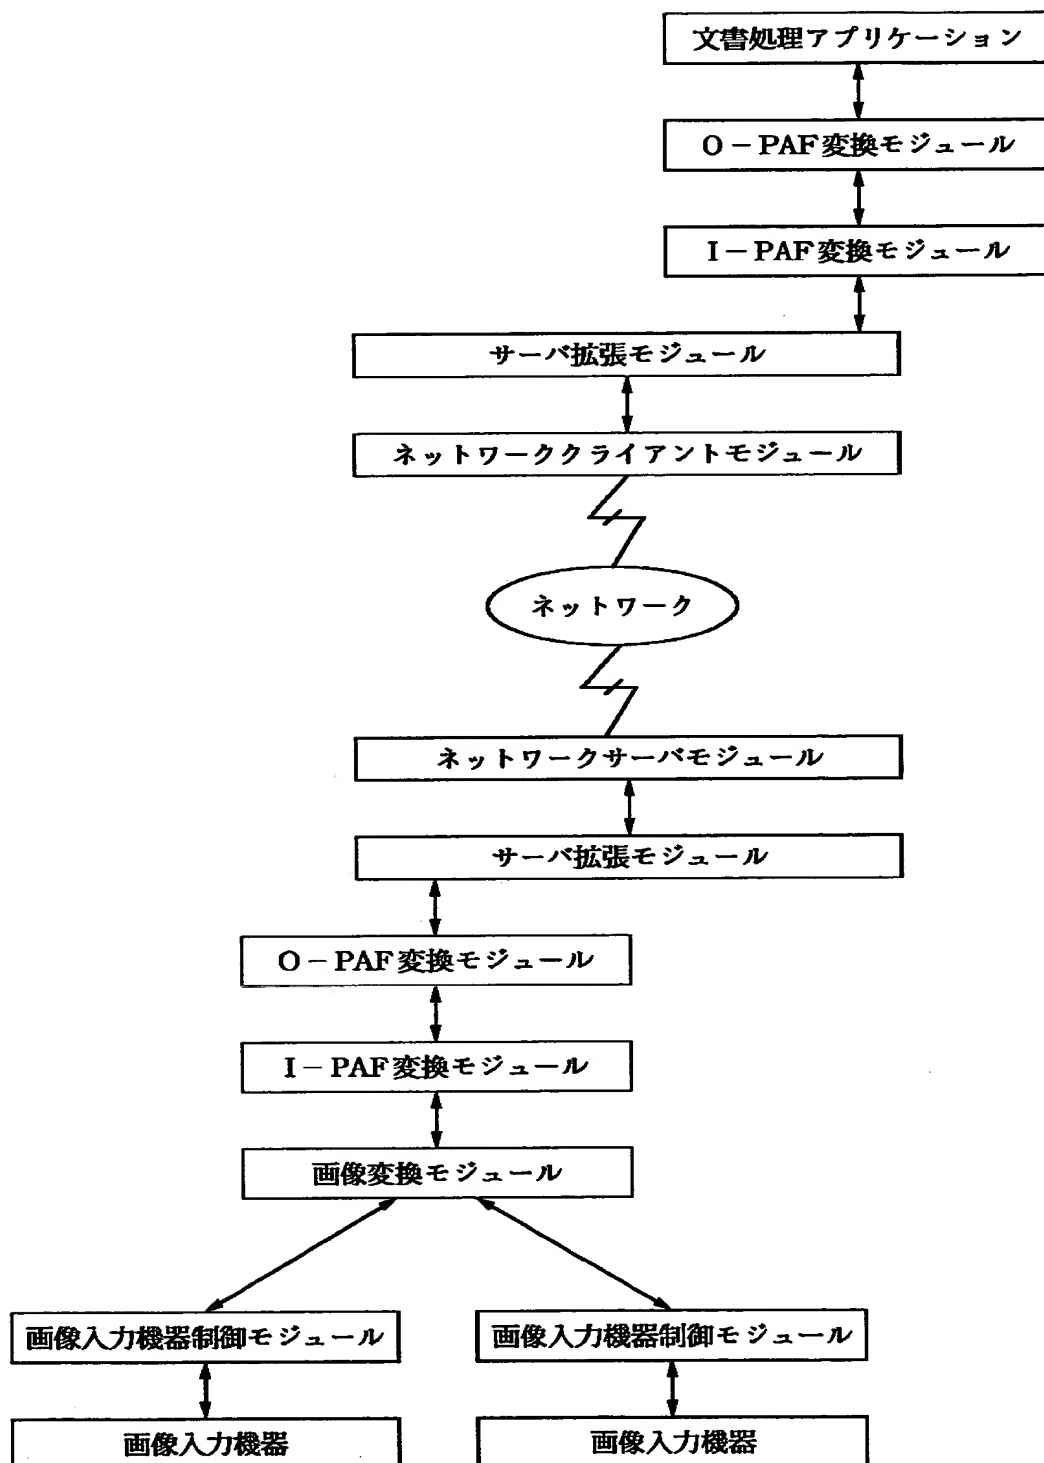 文書処理アプリケーション
O－PAF変換モジュール
I－PAF変換モジュール
サーバ拡張モジュール
ネットワーククライアントモジュール
ネットワーク
ネットワークサーバモジュール
サーバ拡張モジュール
O－PAF変換モジュール
I－PAF変換モジュール
画像変換モジュール
画像入力機器制御モジュール
画像入力機器制御モジュール
画像入力機器
画像入力機器